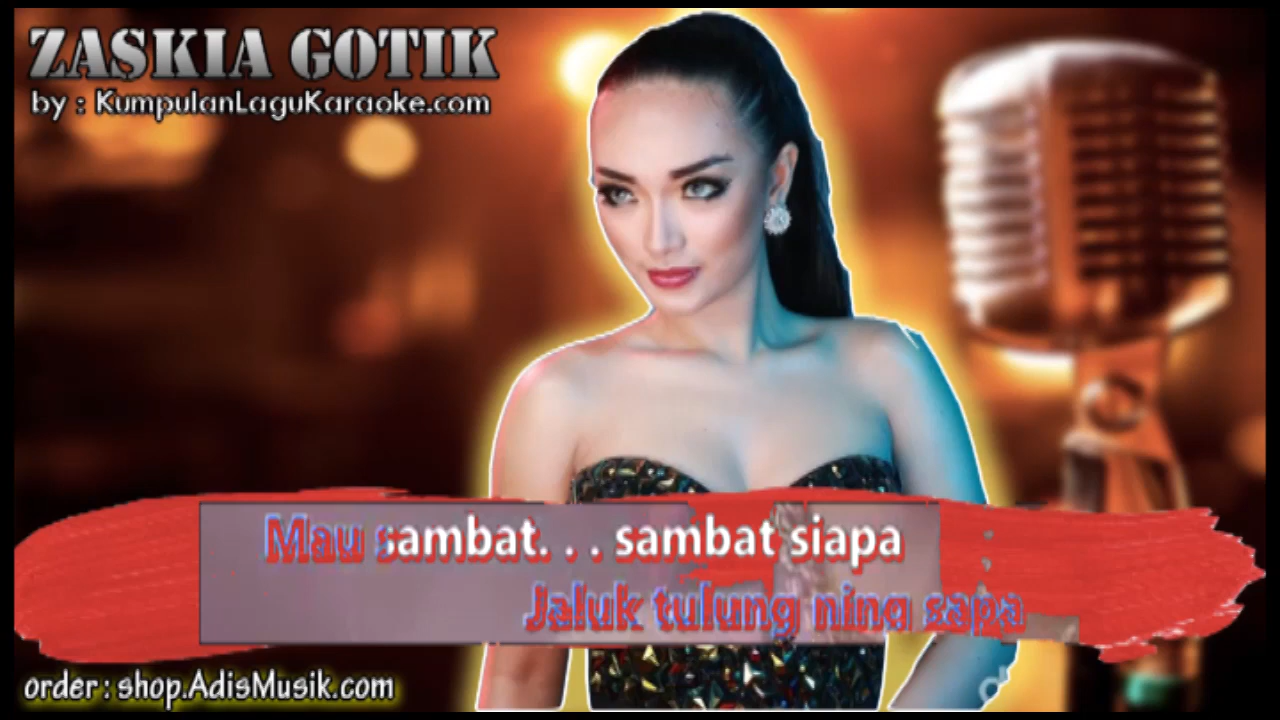 ZASKIA GOTIK
by : KumpulanLaguKaraoke.com
Mau sambat. . . sambat siapa
Jaluk tulung ning sapa
order : shop.AdisMusik.com